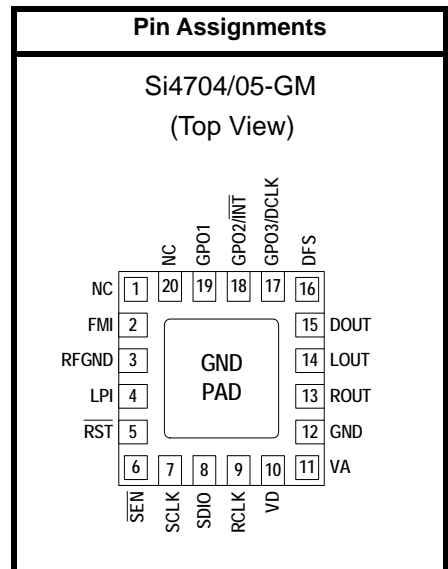 Pin Assignments
Si4704/05-GM
(Top View)
NC
GPO1
GPO2/INT
GPO3/DCLK
DFS
NC 1 20 19 18 17 16
FMI 2 15 DOUT
RFGND 3 GND 14 LOUT
LPI 4 PAD 13 ROUT
RST 5 12 GND
6 7 8 9 10 11 VA
SEN
SCLK
SDIO
RCLK
VD